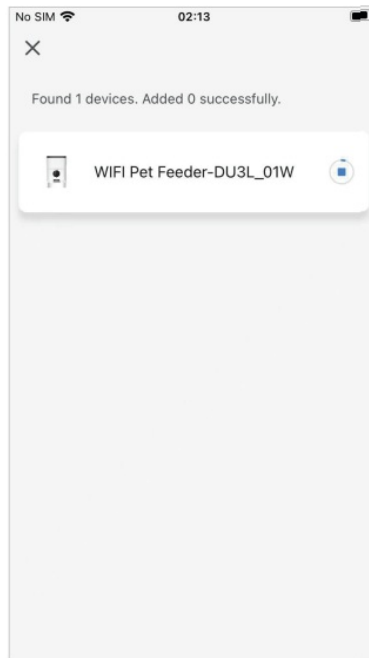 No SIM 02:13
Found 1 devices. Added 0 successfully.
WIFI Pet Feeder-DU3L_01W